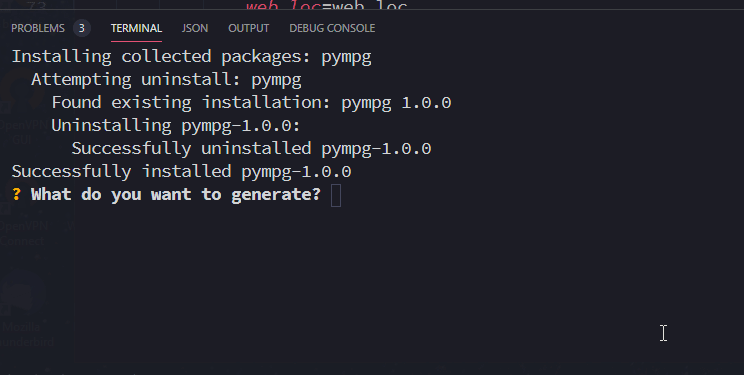 73
web_loc=web_loc
PROBLEMS 3 TERMINAL JSON OUTPUT DEBUG CONSOLE
Installing collected packages: pympg
Attempting uninstall: pympg
Found existing installation: pympg 1.0.0
Uninstalling pympg-1.0.0:
Successfully uninstalled pympg-1.0.0
Successfully installed pympg-1.0.0
? What do you want to generate?